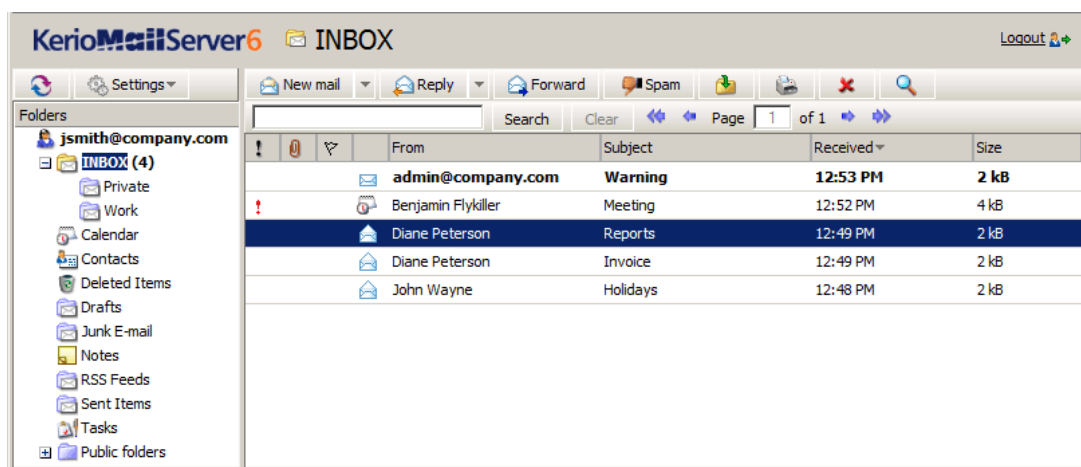 KerioMailServer6 INBOX Logout
Settings New mail Reply Forward Spam
Folders
Search Clear Page 1 of 1
jsmith@company.com
INBOX (4)
Private
Work
Calendar
Contacts
Deleted Items
Drafts
Junk E-mail
Notes
RSS Feeds
Sent Items
Tasks
Public folders
! From Subject Received Size
admin@company.com Warning 12:53 PM 2 kB
! Benjamin Flykiller Meeting 12:52 PM 4 kB
Diane Peterson Reports 12:49 PM 2 kB
Diane Peterson Invoice 12:49 PM 2 kB
John Wayne Holidays 12:48 PM 2 kB